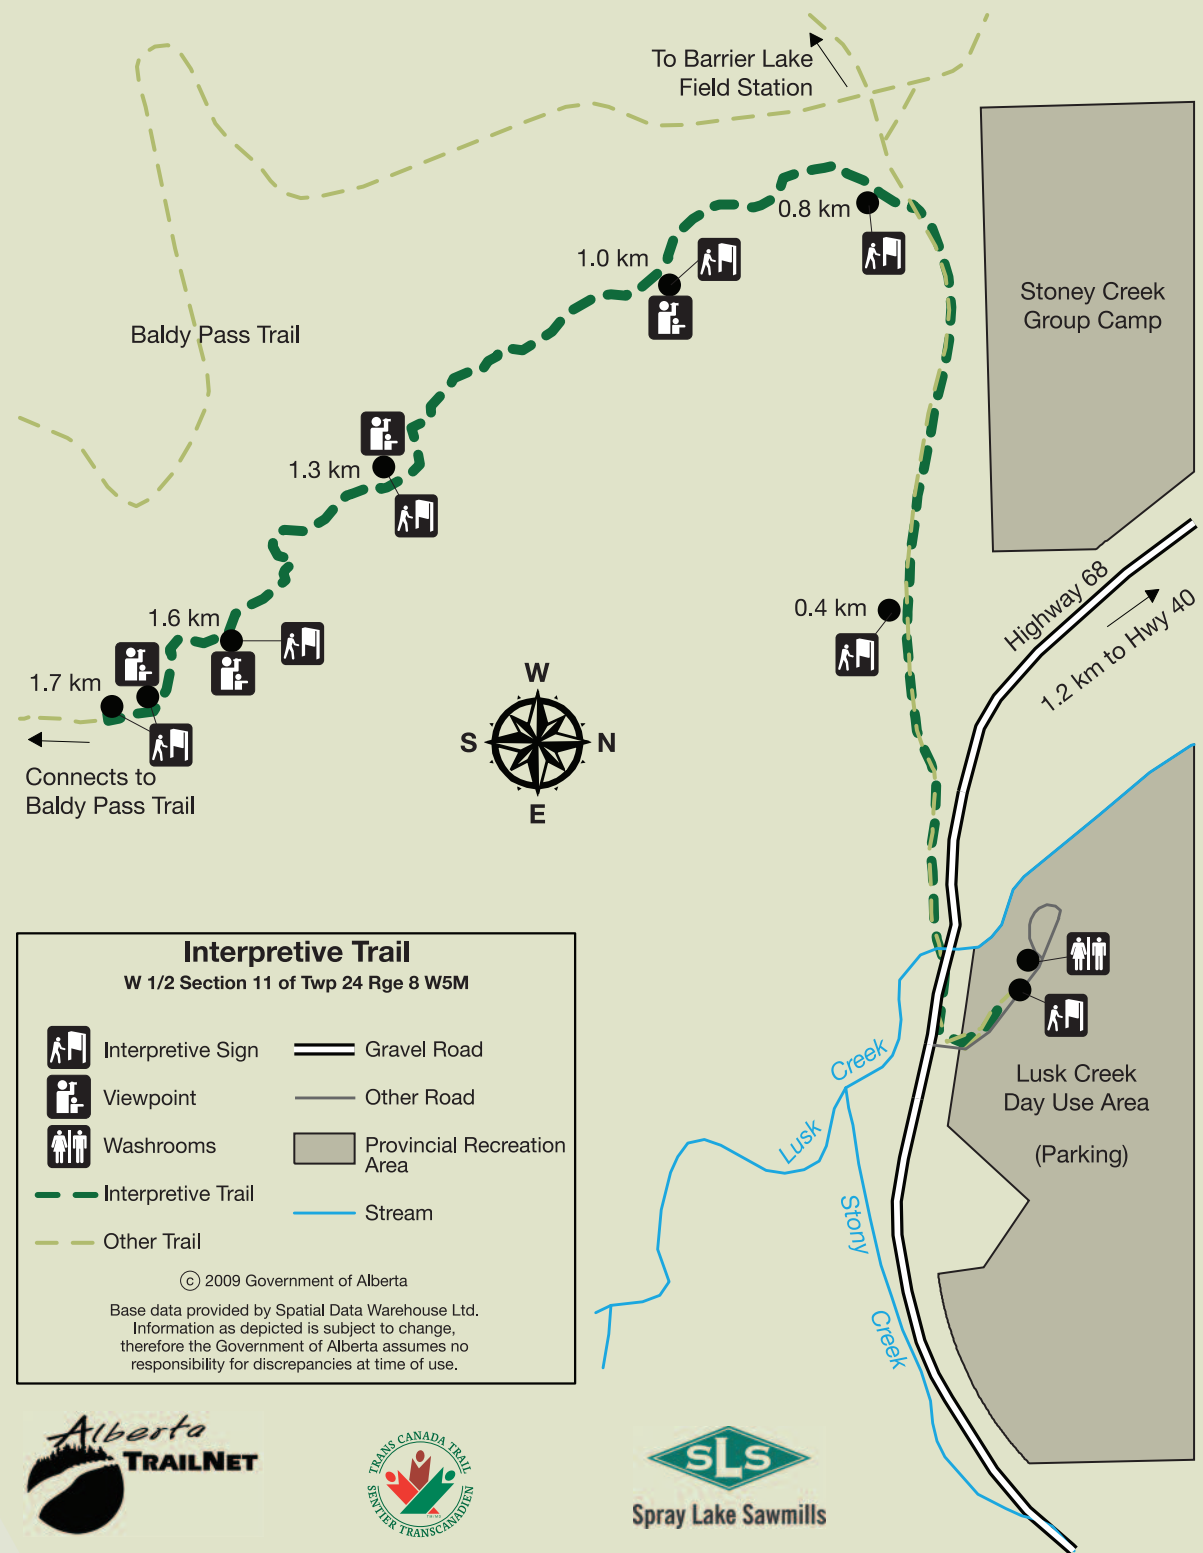 To Barrier Lake
Field Station
0.8 km
1.0 km
Stoney Creek
Group Camp
Baldy Pass Trail
1.3 km
Highway 68
1.2 km to Hwy 40
0.4 km
1.6 km
1.7 km
W
S
N
E
Connects to
Baldy Pass Trail
Interpretive Trail
W 1/2 Section 11 of Twp 24 Rge 8 W5M
Interpretive Sign
Viewpoint
Washrooms
Interpretive Trail
Other Trail
Gravel Road
Other Road
Provincial Recreation
Area
Stream
© 2009 Government of Alberta
Base data provided by Spatial Data Warehouse Ltd.
Information as depicted is subject to change,
therefore the Government of Alberta assumes no
responsibility for discrepancies at time of use.
Lusk Creek
Stony Creek
Lusk Creek
Day Use Area
(Parking)
Alberta
TRAILNET
TRANS CANADA TRAIL
SENTIER TRANSCANADIEN
SLS
Spray Lake Sawmills